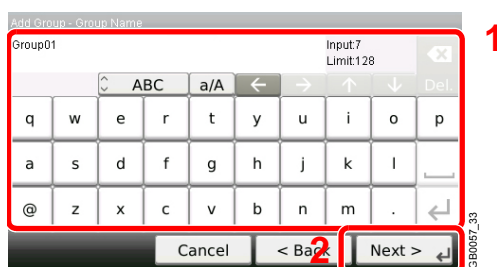 Add Group - Group Name
Group01
Input:7
Limit:128
1
ABC a/A ← → ↑ ↓ Del.
q w e r t y u i o p
a s d f g h j k l
@ z x c v b n m .
Cancel < Back 2 Next >
GB0057_33